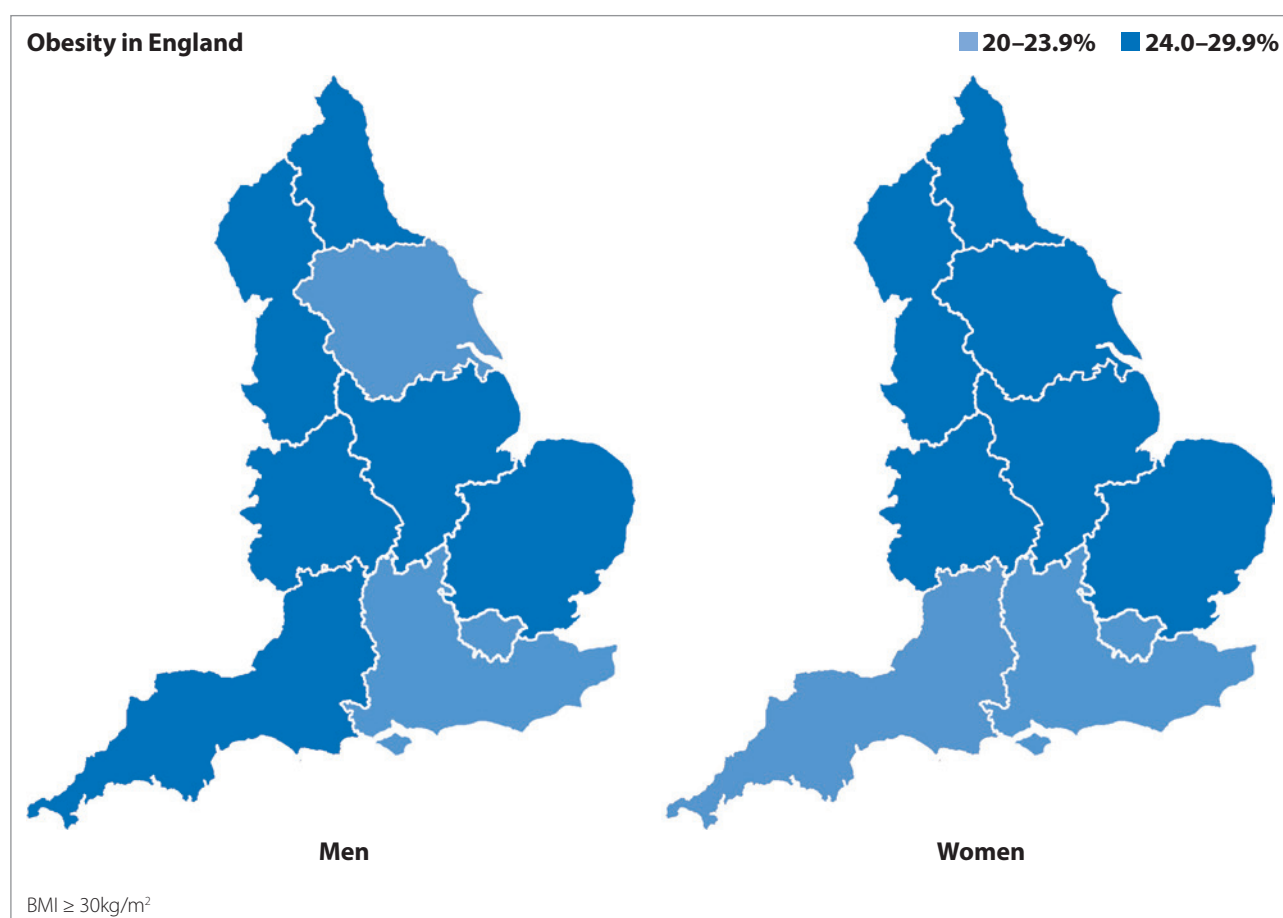 Obesity in England
20–23.9% 24.0–29.9%
Men
Women
BMI ≥ 30kg/m²